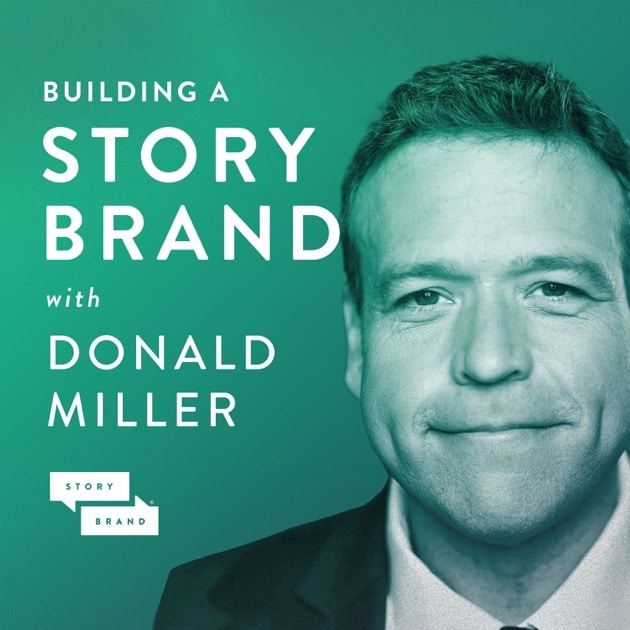 BUILDING A
STORY
BRAND
with
DONALD
MILLER
STORY
BRAND